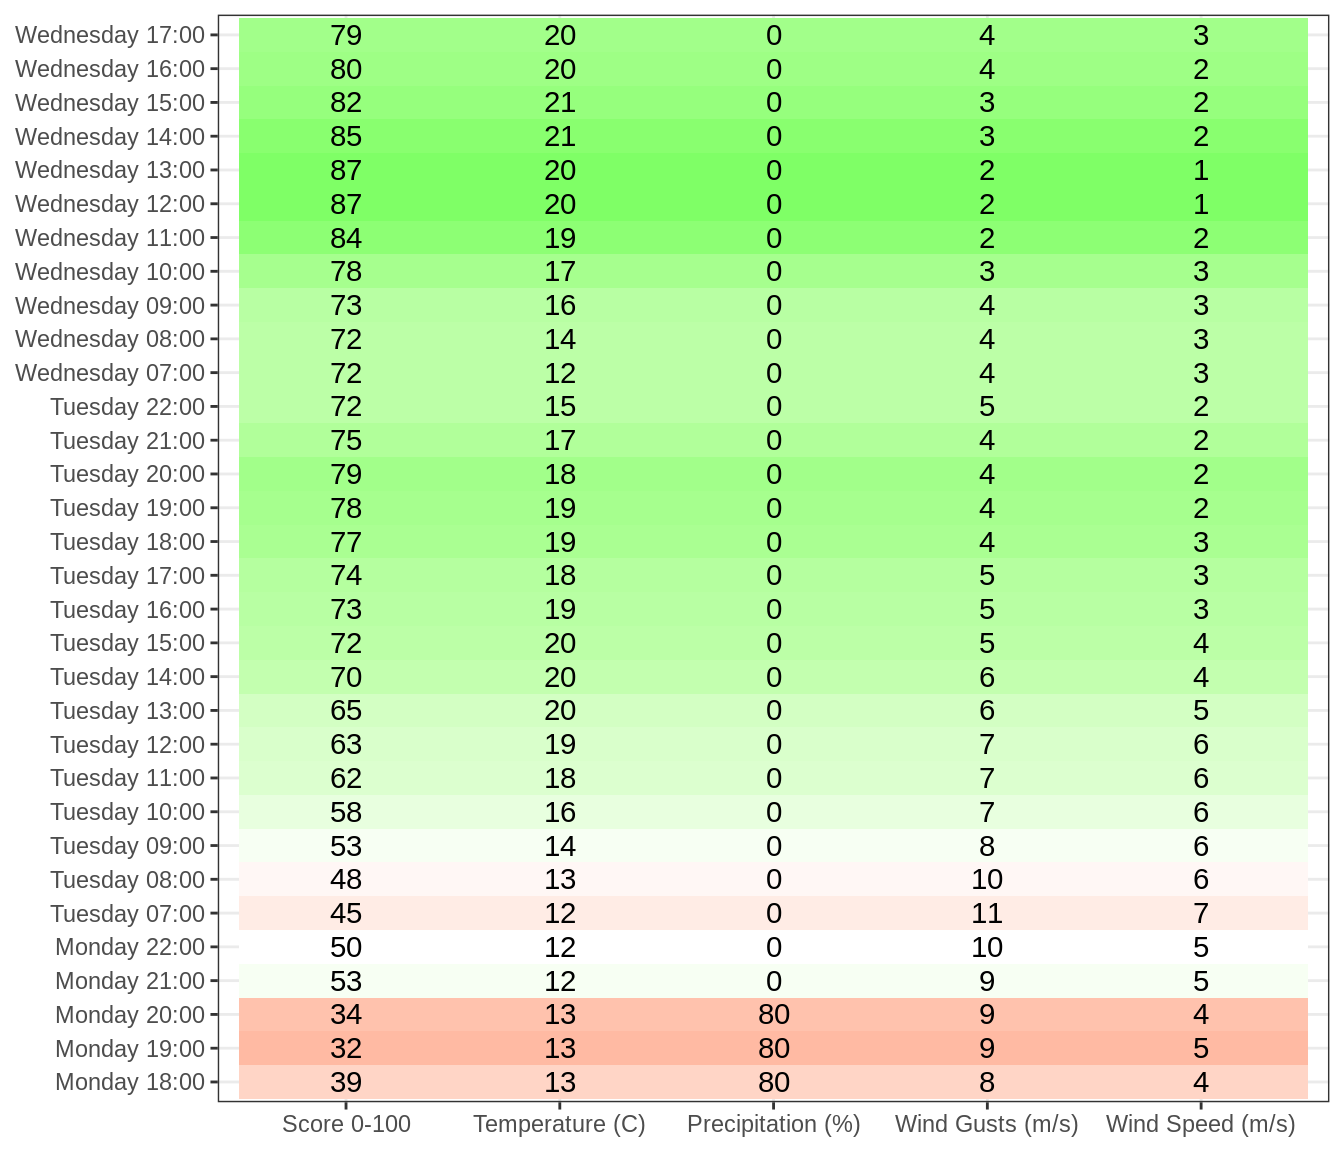 Wednesday 17:00 79 20 0 4 3
Wednesday 16:00 80 20 0 4 2
Wednesday 15:00 82 21 0 3 2
Wednesday 14:00 85 21 0 3 2
Wednesday 13:00 87 20 0 2 1
Wednesday 12:00 87 20 0 2 1
Wednesday 11:00 84 19 0 2 2
Wednesday 10:00 78 17 0 3 3
Wednesday 09:00 73 16 0 4 3
Wednesday 08:00 72 14 0 4 3
Wednesday 07:00 72 12 0 4 3
Tuesday 22:00 72 15 0 5 2
Tuesday 21:00 75 17 0 4 2
Tuesday 20:00 79 18 0 4 2
Tuesday 19:00 78 19 0 4 2
Tuesday 18:00 77 19 0 4 3
Tuesday 17:00 74 18 0 5 3
Tuesday 16:00 73 19 0 5 3
Tuesday 15:00 72 20 0 5 4
Tuesday 14:00 70 20 0 6 4
Tuesday 13:00 65 20 0 6 5
Tuesday 12:00 63 19 0 7 6
Tuesday 11:00 62 18 0 7 6
Tuesday 10:00 58 16 0 7 6
Tuesday 09:00 53 14 0 8 6
Tuesday 08:00 48 13 0 10 6
Tuesday 07:00 45 12 0 11 7
Monday 22:00 50 12 0 10 5
Monday 21:00 53 12 0 9 5
Monday 20:00 34 13 80 9 4
Monday 19:00 32 13 80 9 5
Monday 18:00 39 13 80 8 4
Score 0-100 Temperature (C) Precipitation (%) Wind Gusts (m/s) Wind Speed (m/s)